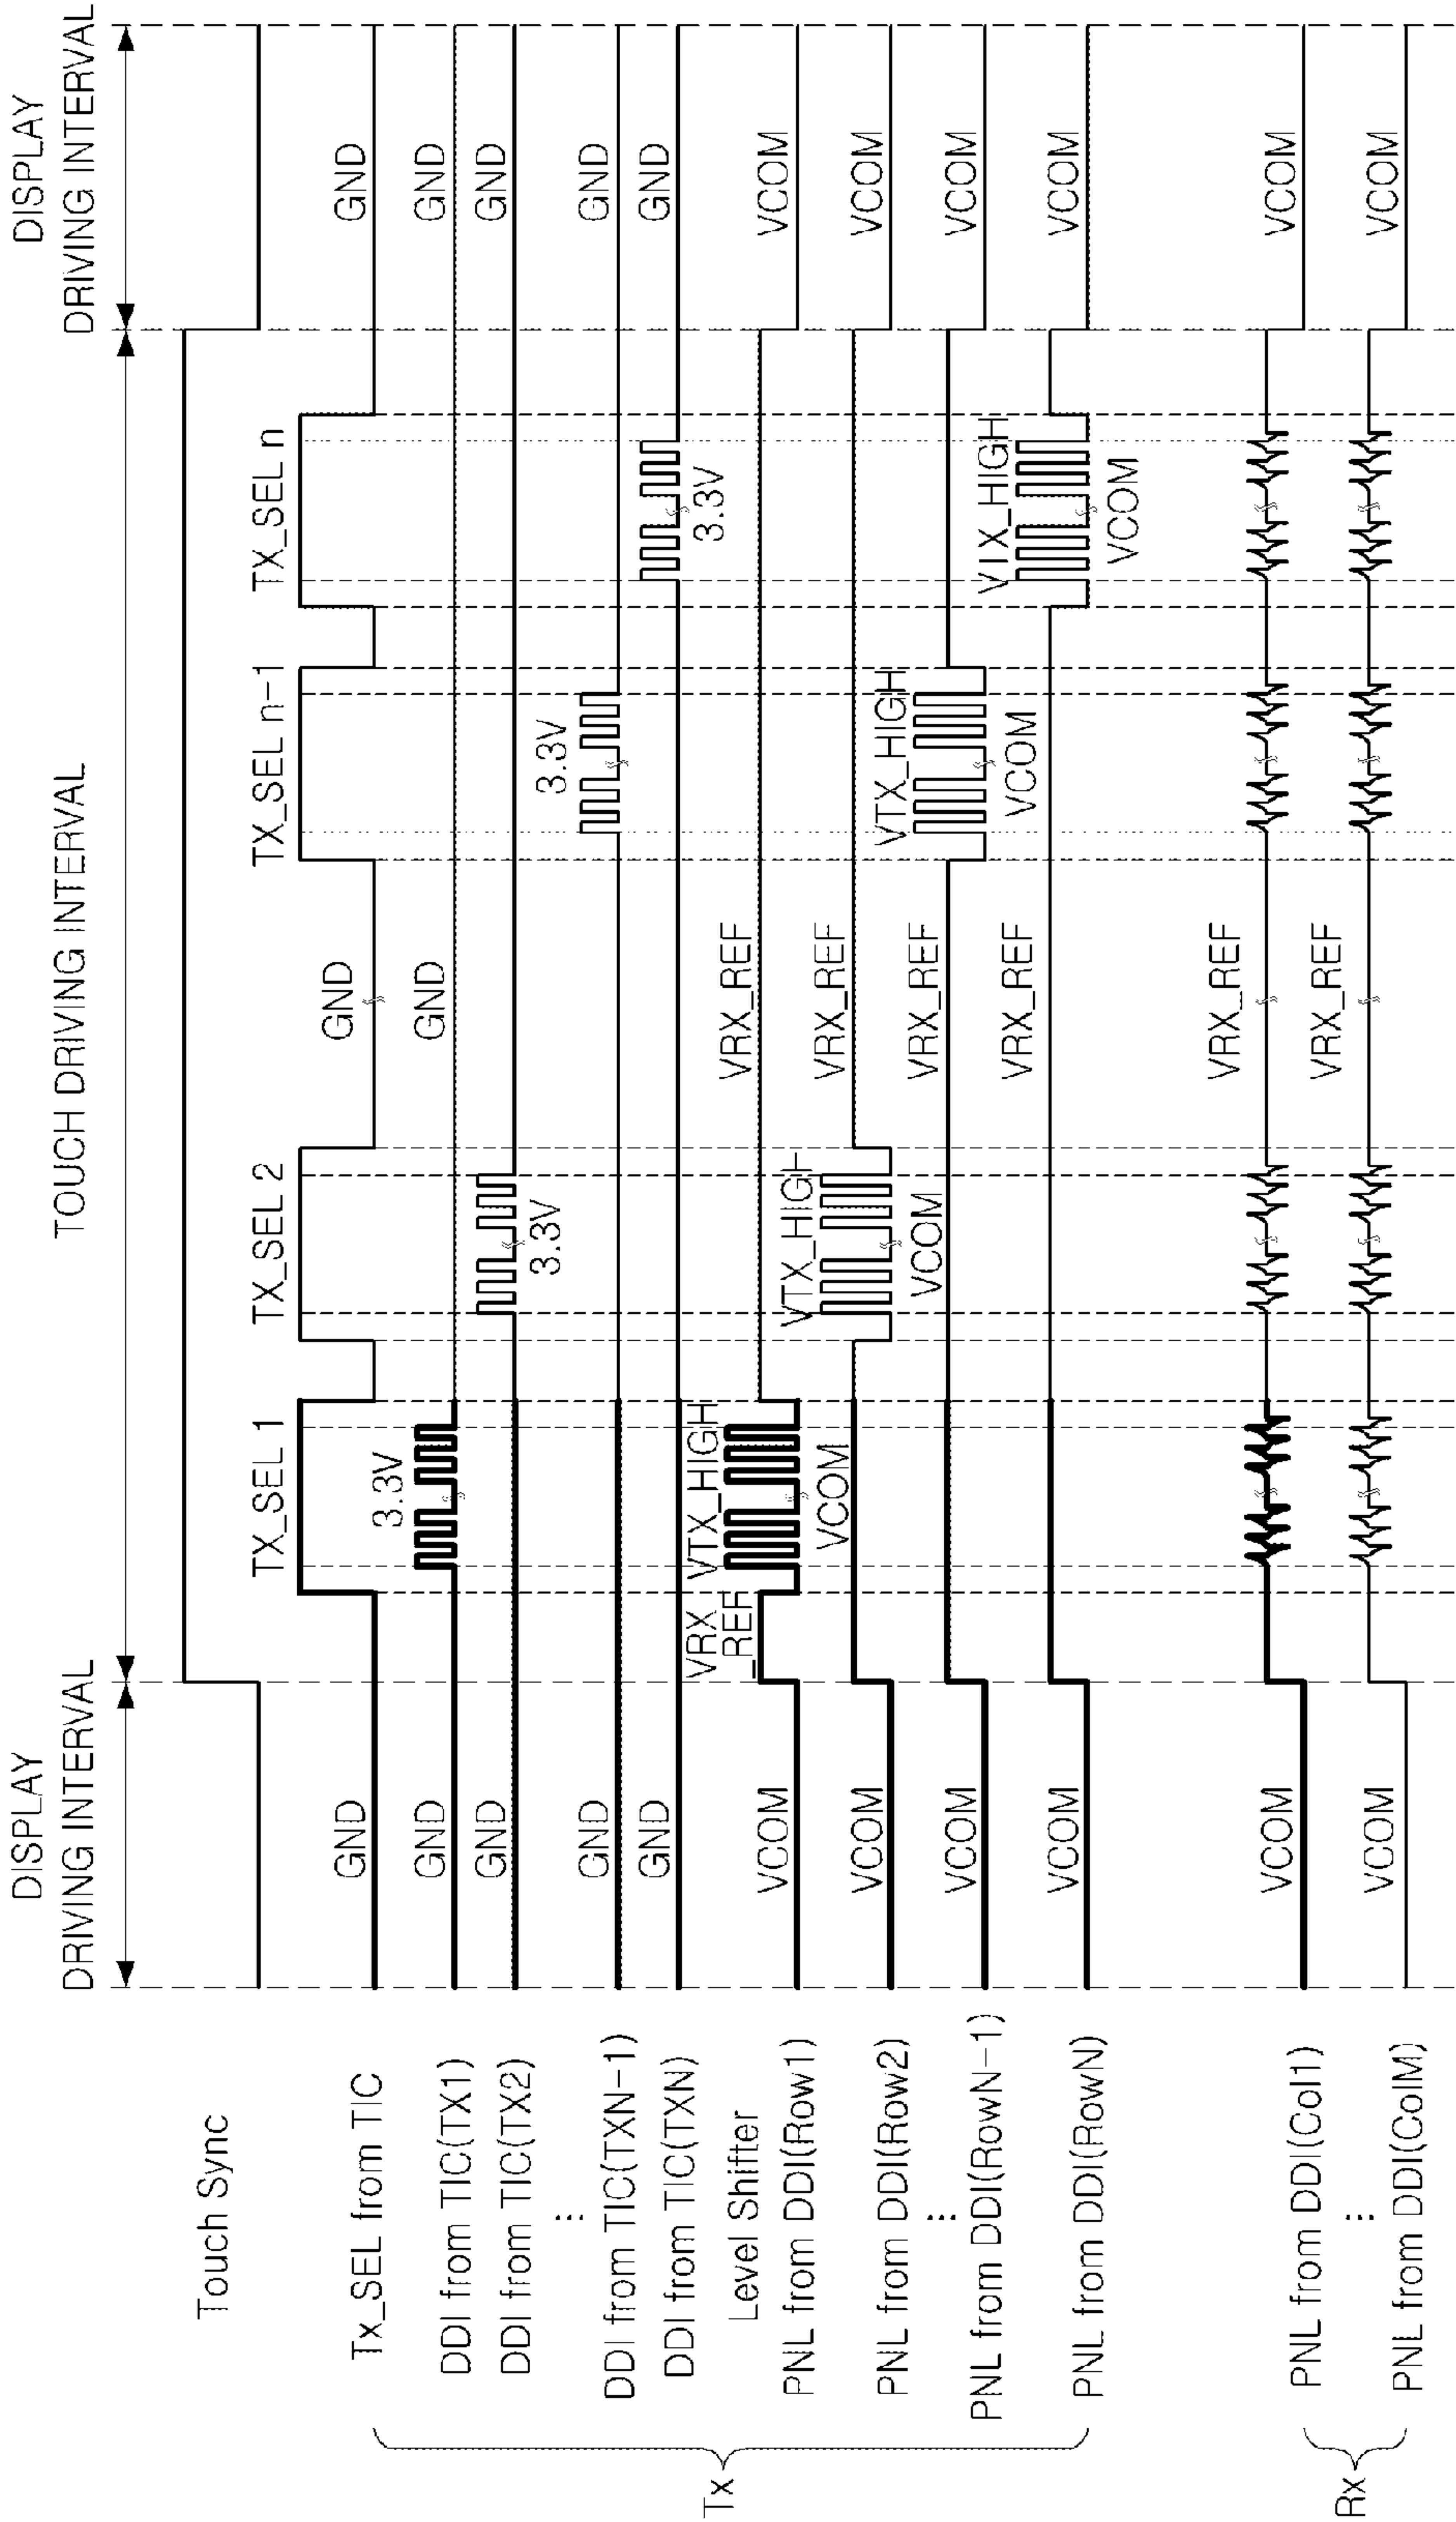 DISPLAY
DRIVING INTERVAL
TOUCH DRIVING INTERVAL
DISPLAY
DRIVING INTERVAL
Touch Sync
TX_SEL 1
TX_SEL 2
TX_SEL n-1
TX_SEL n
Tx_SEL from TIC
GND
GND
GND
DDI from TIC(TX1)
GND
3.3V
GND
GND
DDI from TIC(TX2)
GND
3.3V
GND
⋮
DDI from TIC(TXN-1)
GND
3.3V
GND
DDI from TIC(TXN)
GND
3.3V
GND
Level Shifter
PNL from DDI(Row1)
VCOM
VRX
_REF
VTX_HIGH
VCOM
VRX_REF
VCOM
PNL from DDI(Row2)
VCOM
VTX_HIGH
VCOM
VRX_REF
VCOM
⋮
PNL from DDI(RowN-1)
VCOM
VRX_REF
VTX_HIGH
VCOM
VCOM
PNL from DDI(RowN)
VCOM
VRX_REF
VTX_HIGH
VCOM
VCOM
Tx
PNL from DDI(Col1)
VCOM
VRX_REF
VCOM
⋮
PNL from DDI(ColM)
VCOM
VRX_REF
VCOM
Rx